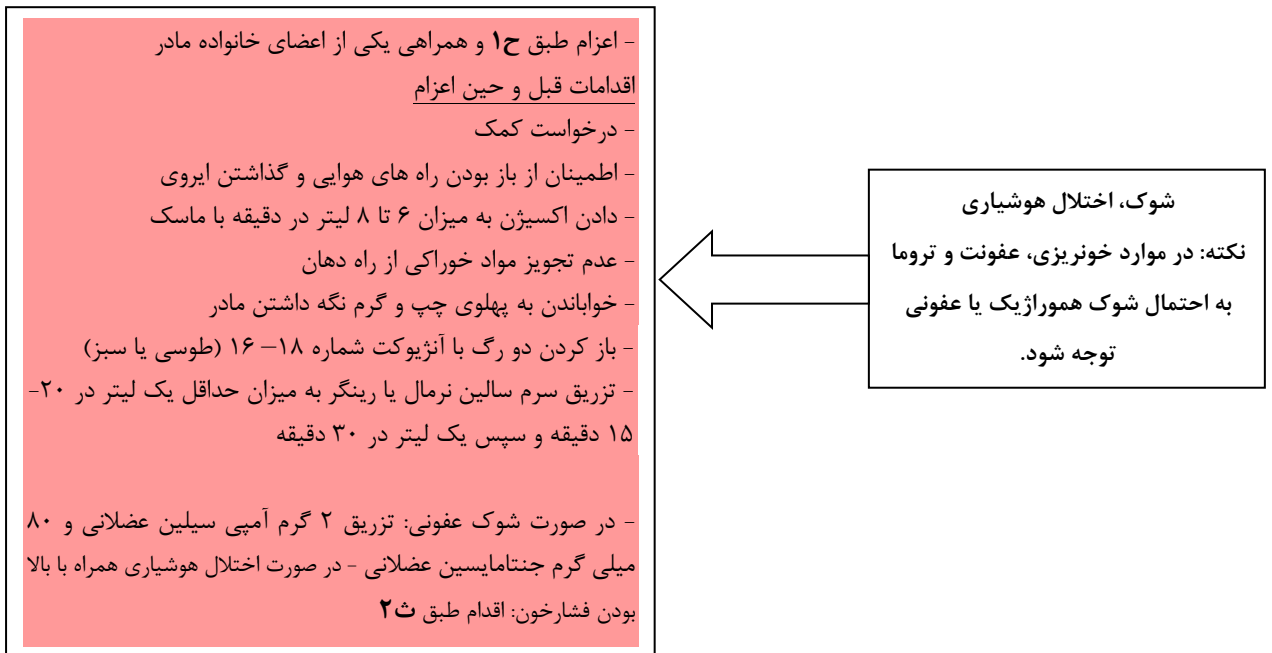 شوک، اختلال هوشیاری
نکته: در موارد خونریزی، عفونت و تروما
به احتمال شوک هموراژیک یا عفونی
توجه شود.
- اعزام طبق ح۱ و همراهی یکی از اعضای خانواده مادر
اقدامات قبل و حین اعزام
- درخواست کمک
- اطمینان از باز بودن راه های هوایی و گذاشتن ایروی
- دادن اکسیژن به میزان ۶ تا ۸ لیتر در دقیقه با ماسک
- عدم تجویز مواد خوراکی از راه دهان
- خواباندن به پهلوی چپ و گرم نگه داشتن مادر
- باز کردن دو رگ با آنژیوکت شماره ۱۸– ۱۶ (طوسی یا سبز)
- تزریق سرم سالین نرمال یا رینگر به میزان حداقل یک لیتر در ۲۰-
۱۵ دقیقه و سپس یک لیتر در ۳۰ دقیقه
- در صورت شوک عفونی: تزریق ۲ گرم آمپی سیلین عضلانی و ۸۰
میلی گرم جنتامایسین عضلانی - در صورت اختلال هوشیاری همراه با بالا
بودن فشارخون: اقدام طبق ث۲